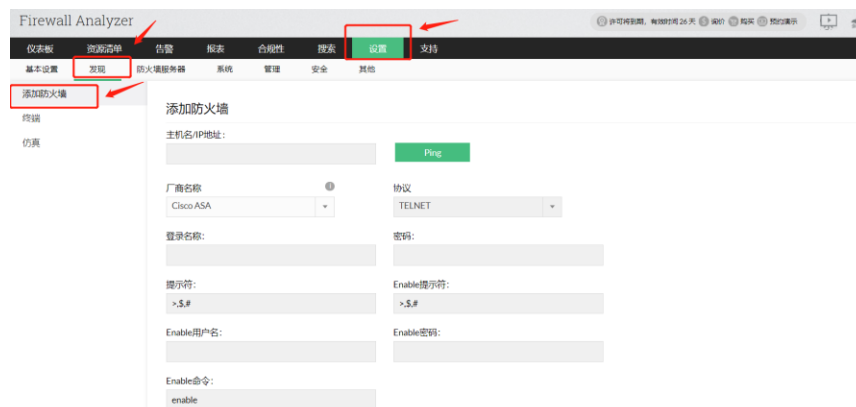 Firewall Analyzer
许可将到期，有效时间 26 天 询价 购买 预约演示
仪表板 资源清单 告警 报表 合规性 搜索 设置 支持
基本设置 发现 防火墙服务器 系统 管理 安全 其他
添加防火墙
终端
仿真
添加防火墙
主机名/IP地址:
Ping
厂商名称 协议
Cisco ASA TELNET
登录名称: 密码:
提示符: Enable提示符:
>,$,# >,$,#
Enable用户名: Enable密码:
Enable命令:
enable